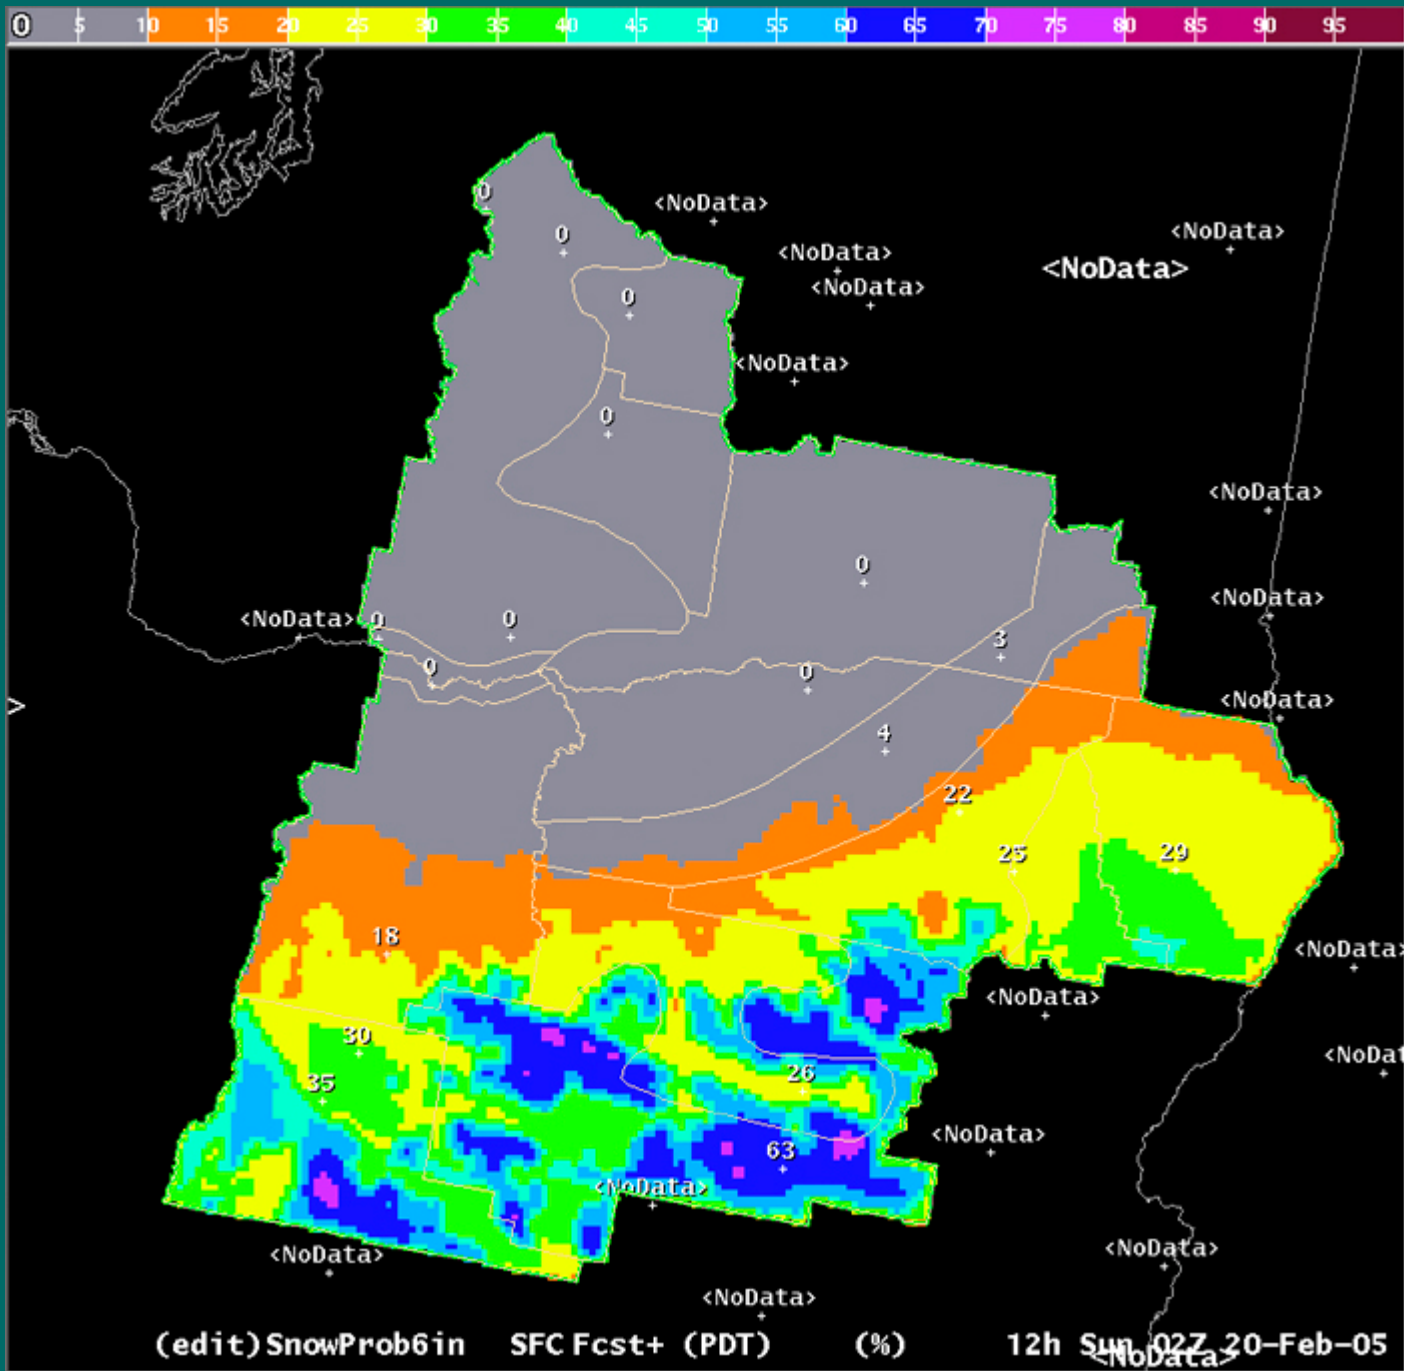 0 5 10 15 20 25 30 35 40 45 50 55 60 65 70 75 80 85 90 95
0
<NoData>
0
<NoData>
<NoData>
<NoData>
<NoData>
0
<NoData>
0
<NoData>
0
<NoData>
<NoData> 0
0
3
0
0
<NoData>
>
4
22
25
29
18
<NoData>
<NoData>
30
<NoDat
26
35
<NoData>
63
<NoData>
<NoData>
<NoData>
<NoData>
(edit)SnowProb6in SFC Fcst+ (PDT) (%) 12h Sun 02Z 20-Feb-05
<NoData>